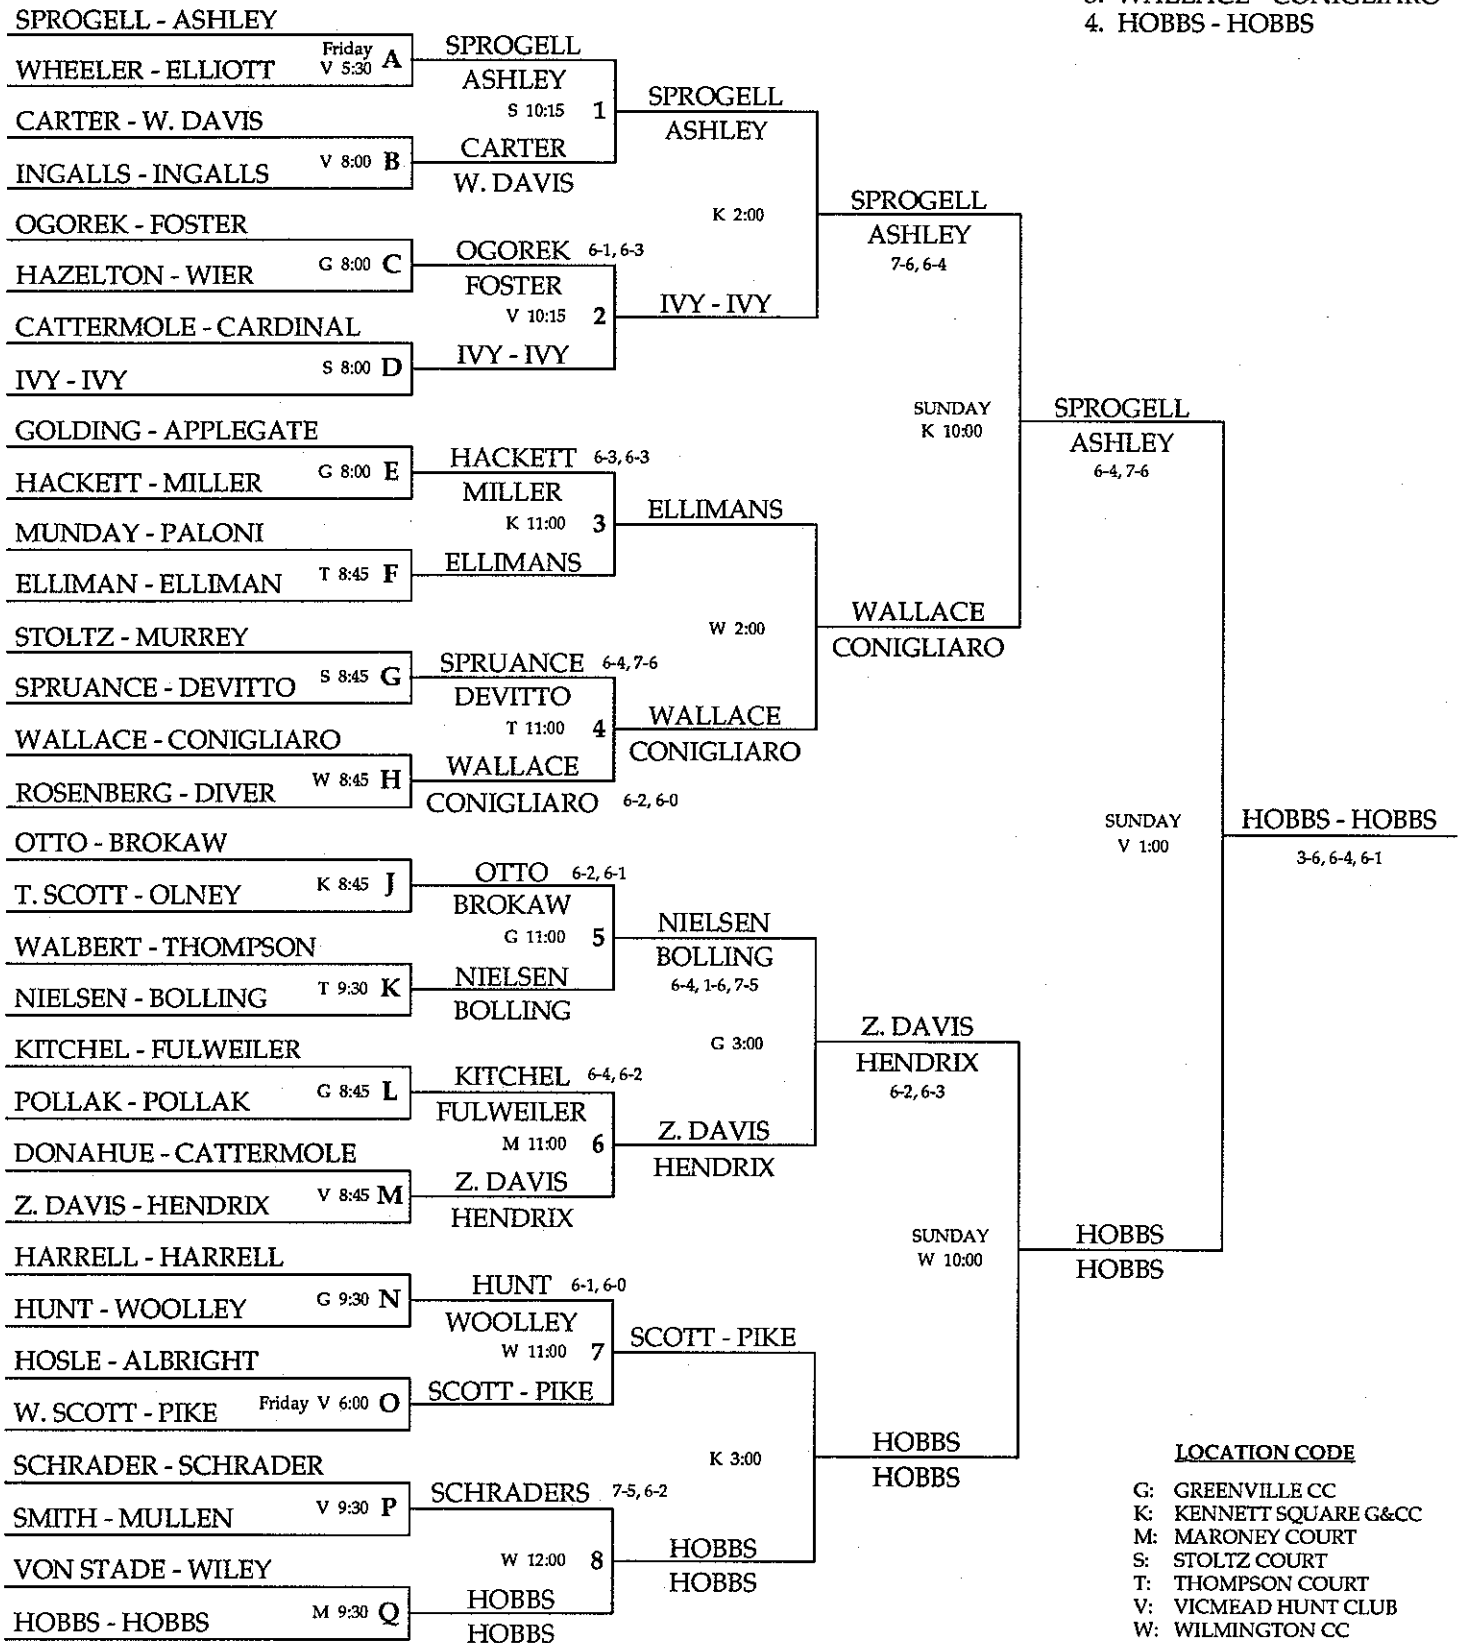 3. WALLACE - CONIGLIARO
4. HOBBS - HOBBS
SPROGELL - ASHLEY
Friday
V 5:30 A
WHEELER - ELLIOTT
CARTER - W. DAVIS
V 8:00 B
INGALLS - INGALLS
OGOREK - FOSTER
G 8:00 C
HAZELTON - WIER
CATTERMOLE - CARDINAL
S 8:00 D
IVY - IVY
GOLDING - APPLEGATE
G 8:00 E
HACKETT - MILLER
MUNDAY - PALONI
T 8:45 F
ELLIMAN - ELLIMAN
STOLTZ - MURREY
S 8:45 G
SPRUANCE - DEVITTO
WALLACE - CONIGLIARO
W 8:45 H
ROSENBERG - DIVER
OTTO - BROKAW
K 8:45 J
T. SCOTT - OLNEY
WALBERT - THOMPSON
T 9:30 K
NIELSEN - BOLLING
KITCHEL - FULWEILER
G 8:45 L
POLLAK - POLLAK
DONAHUE - CATTERMOLE
V 8:45 M
Z. DAVIS - HENDRIX
HARRELL - HARRELL
G 9:30 N
HUNT - WOOLLEY
HOSLE - ALBRIGHT
Friday V 6:00 O
W. SCOTT - PIKE
SCHRADER - SCHRADER
V 9:30 P
SMITH - MULLEN
VON STADE - WILEY
M 9:30 Q
HOBBS - HOBBS
SPROGELL
ASHLEY
S 10:15 1
CARTER
W. DAVIS
OGOREK 6-1, 6-3
FOSTER
V 10:15 2
IVY - IVY
HACKETT 6-3, 6-3
MILLER
K 11:00 3
ELLIMANS
SPRUANCE 6-4, 7-6
DEVITTO
T 11:00 4
WALLACE
CONIGLIARO 6-2, 6-0
OTTO 6-2, 6-1
BROKAW
G 11:00 5
NIELSEN
BOLLING
KITCHEL 6-4, 6-2
FULWEILER
M 11:00 6
Z. DAVIS
HENDRIX
HUNT 6-1, 6-0
WOOLLEY
W 11:00 7
SCOTT - PIKE
SCHRADERS 7-5, 6-2
W 12:00 8
HOBBS
HOBBS
SPROGELL
ASHLEY
K 2:00
IVY - IVY
ELLIMANS
W 2:00
WALLACE
CONIGLIARO
NIELSEN
BOLLING
6-4, 1-6, 7-5
G 3:00
Z. DAVIS
HENDRIX
SCOTT - PIKE
K 3:00
HOBBS
HOBBS
SPROGELL
ASHLEY
7-6, 6-4
SUNDAY
K 10:00
WALLACE
CONIGLIARO
Z. DAVIS
HENDRIX
6-2, 6-3
SUNDAY
W 10:00
HOBBS
HOBBS
SPROGELL
ASHLEY
6-4, 7-6
SUNDAY
V 1:00
HOBBS
HOBBS
HOBBS - HOBBS
3-6, 6-4, 6-1
LOCATION CODE
G: GREENVILLE CC
K: KENNETT SQUARE G&CC
M: MARONEY COURT
S: STOLTZ COURT
T: THOMPSON COURT
V: VICMEAD HUNT CLUB
W: WILMINGTON CC